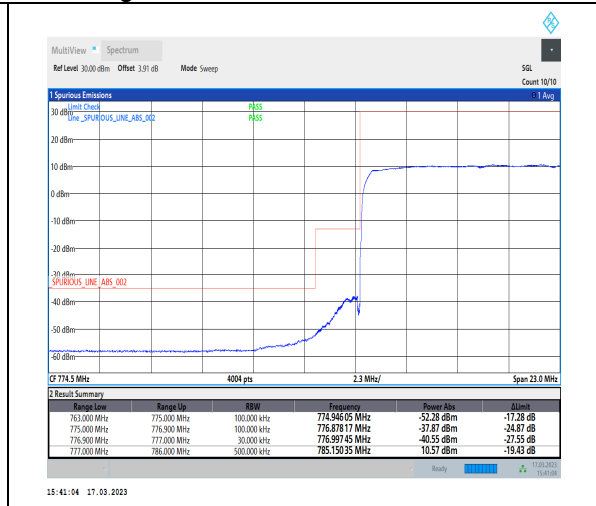 MultiView Spectrum
Ref Level 30.00 dBm Offset 3.91 dB Mode Sweep SGL
Count 10/10
1 Spurious Emissions 1 Avg
Limit Check PASS
30 dBm
Line _SPURIOUS_LINE_ABS_002 PASS
20 dBm
10 dBm
0 dBm
-10 dBm
-20 dBm
-30 dBm
_SPURIOUS_LINE_ABS_002
-40 dBm
-50 dBm
-60 dBm
CF 774.5 MHz 4004 pts 2.3 MHz/ Span 23.0 MHz
2 Result Summary
Range Low Range Up RBW Frequency Power Abs ΔLimit
763.000 MHz 775.000 MHz 100.000 kHz 774.94605 MHz -52.28 dBm -17.28 dB
775.000 MHz 776.900 MHz 100.000 kHz 776.87817 MHz -37.87 dBm -24.87 dB
776.900 MHz 777.000 MHz 30.000 kHz 776.99745 MHz -40.55 dBm -27.55 dB
777.000 MHz 786.000 MHz 500.000 kHz 785.15035 MHz 10.57 dBm -19.43 dB
Ready 17.03.2023
15:41:04
15:41:04 17.03.2023